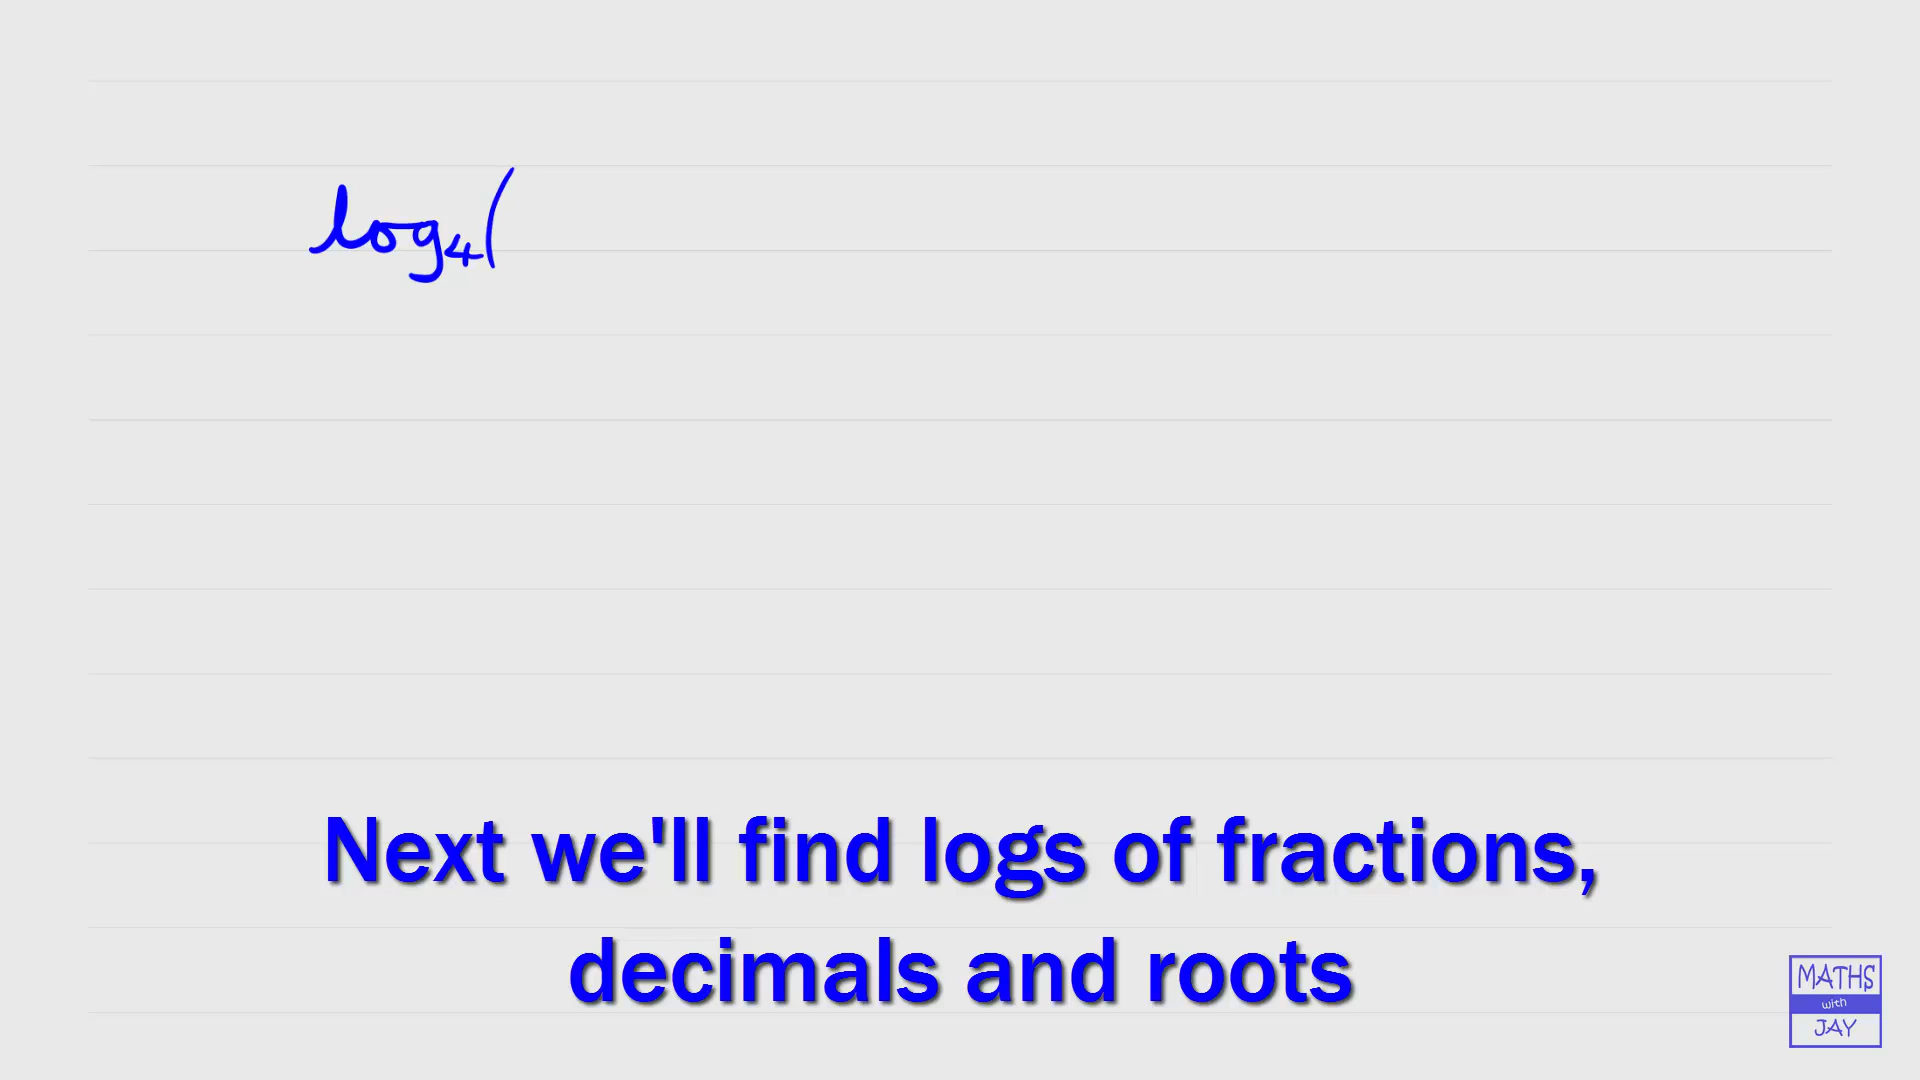 log₄(
Next we'll find logs of fractions,
decimals and roots
MATHS
with
JAY